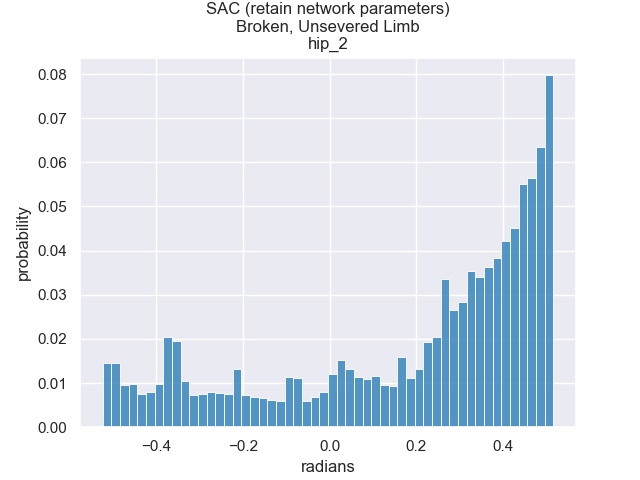 SAC (retain network parameters)
Broken, Unsevered Limb
hip_2
0.08
0.07
0.06
0.05
0.04
0.03
0.02
0.01
0.00
probability
−0.4 −0.2 0.0 0.2 0.4
radians